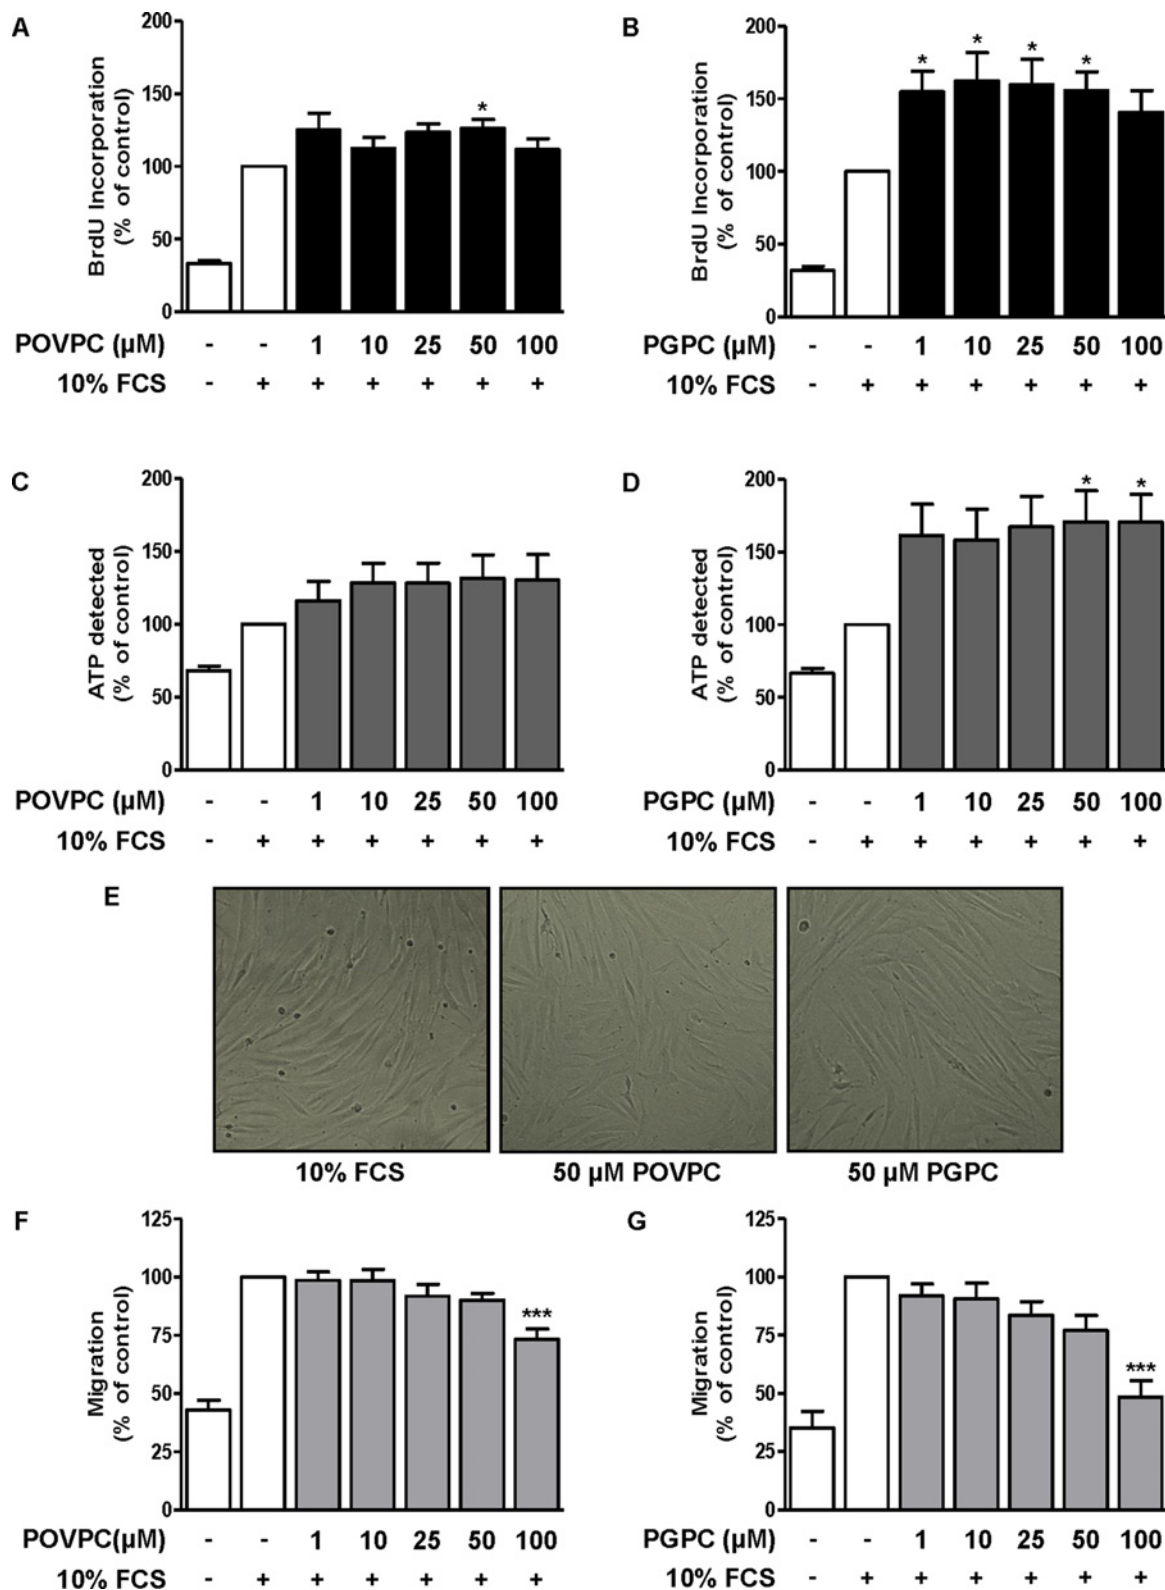 A
B
200
150
100
50
0
BrdU Incorporation
(% of control)
*
POVPC (µM) - - 1 10 25 50 100
10% FCS - + + + + + +
200
150
100
50
0
BrdU Incorporation
(% of control)
* * * *
PGPC (µM) - - 1 10 25 50 100
10% FCS - + + + + + +
C
D
200
150
100
50
0
ATP detected
(% of control)
POVPC (µM) - - 1 10 25 50 100
10% FCS - + + + + + +
200
150
100
50
0
ATP detected
(% of control)
* *
PGPC (µM) - - 1 10 25 50 100
10% FCS - + + + + + +
E
10% FCS
50 µM POVPC
50 µM PGPC
F
G
125
100
75
50
25
0
Migration
(% of control)
***
POVPC(µM) - - 1 10 25 50 100
10% FCS - + + + + + +
125
100
75
50
25
0
Migration
(% of control)
***
PGPC (µM) - - 1 10 25 50 100
10% FCS - + + + + + +